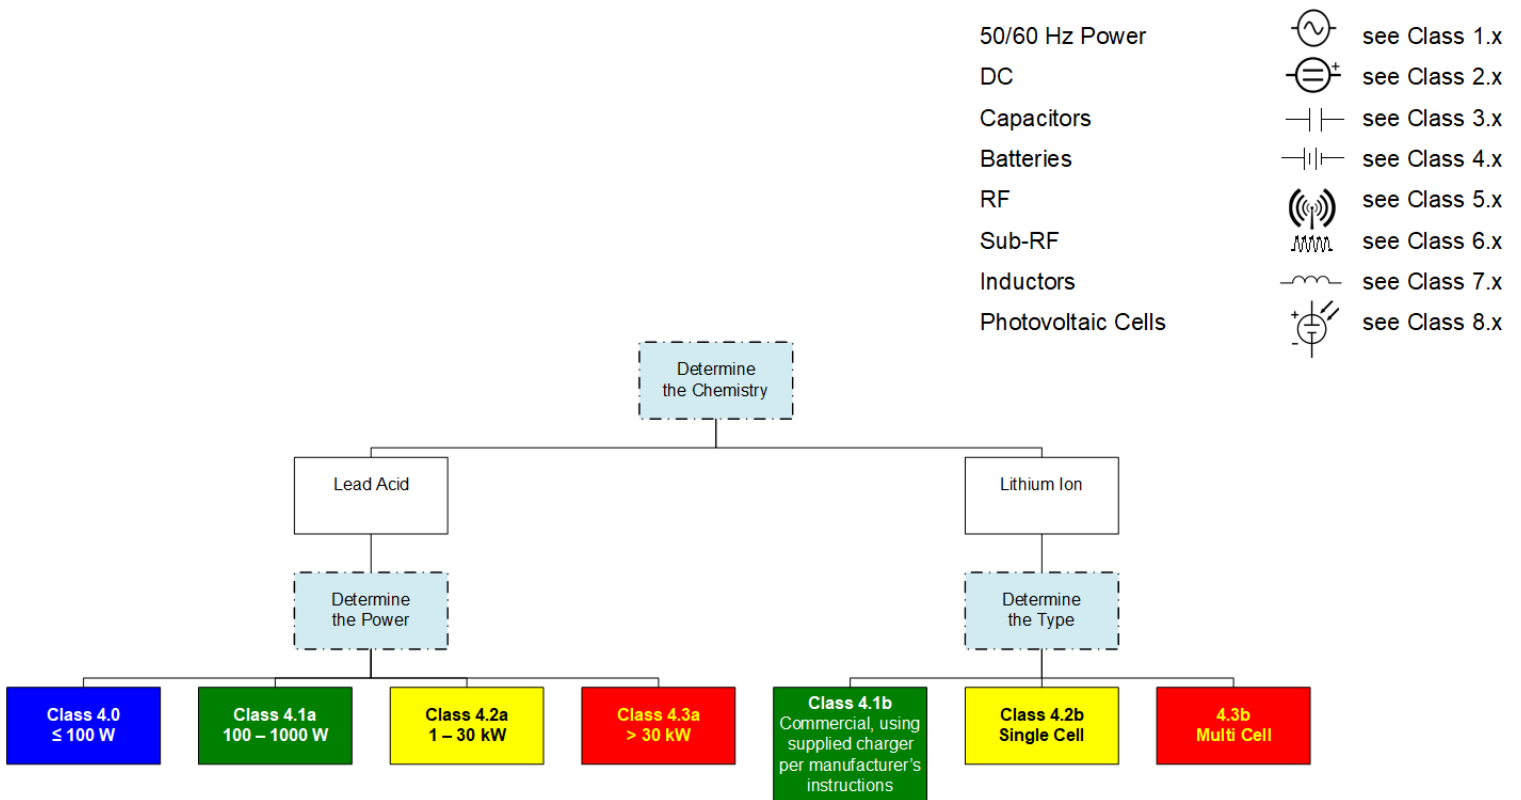 50/60 Hz Power see Class 1.x
DC + see Class 2.x
Capacitors see Class 3.x
Batteries see Class 4.x
RF see Class 5.x
Sub-RF see Class 6.x
Inductors see Class 7.x
Photovoltaic Cells + - see Class 8.x
Determine
the Chemistry
Lead Acid
Lithium Ion
Determine
the Power
Determine
the Type
Class 4.0
≤ 100 W
Class 4.1a
100 – 1000 W
Class 4.2a
1 – 30 kW
Class 4.3a
> 30 kW
Class 4.1b
Commercial, using
supplied charger
per manufacturer’s
instructions
Class 4.2b
Single Cell
4.3b
Multi Cell